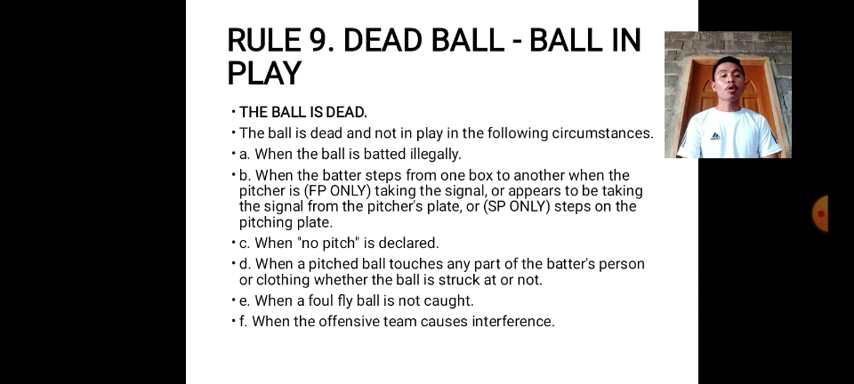 RULE 9. DEAD BALL - BALL IN
PLAY
• THE BALL IS DEAD.
• The ball is dead and not in play in the following circumstances.
• a. When the ball is batted illegally.
• b. When the batter steps from one box to another when the
pitcher is (FP ONLY) taking the signal, or appears to be taking
the signal from the pitcher's plate, or (SP ONLY) steps on the
pitching plate.
• c. When "no pitch" is declared.
• d. When a pitched ball touches any part of the batter's person
or clothing whether the ball is struck at or not.
• e. When a foul fly ball is not caught.
• f. When the offensive team causes interference.